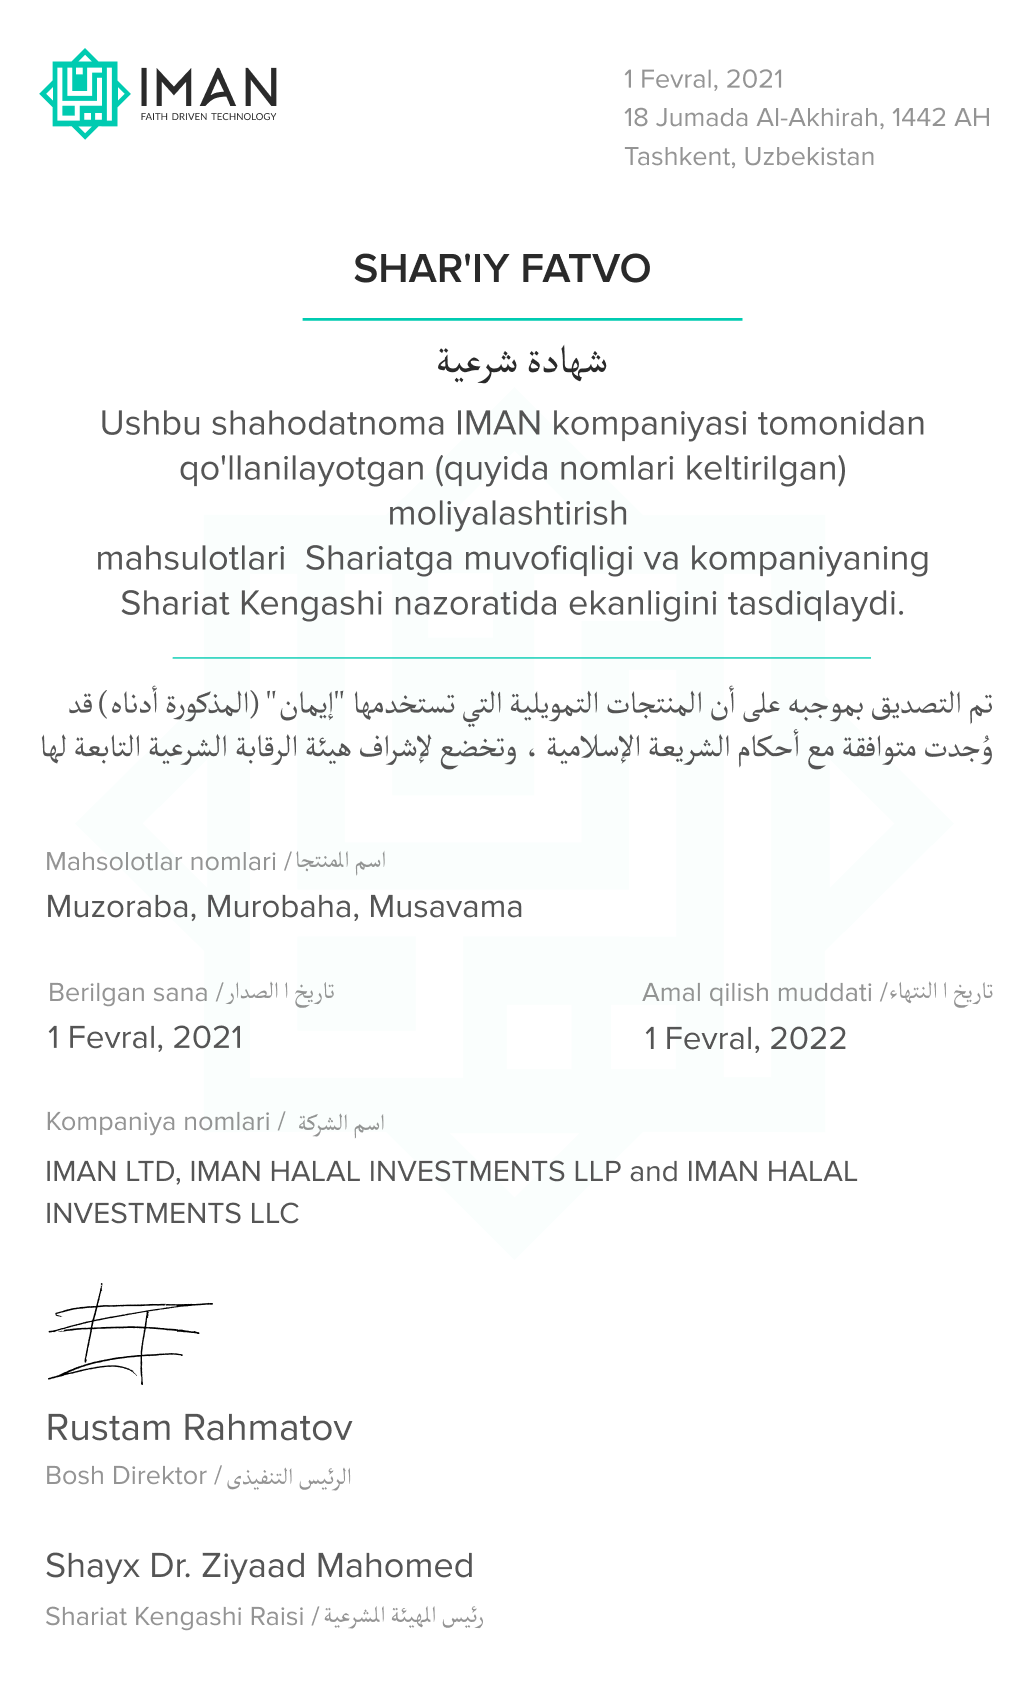 IMAN
FAITH DRIVEN TECHNOLOGY
1 Fevral, 2021
18 Jumada Al-Akhirah, 1442 AH
Tashkent, Uzbekistan
SHAR'IY FATVO
شهادة شرعية
Ushbu shahodatnoma IMAN kompaniyasi tomonidan
qo'llanilayotgan (quyida nomlari keltirilgan)
moliyalashtirish
mahsulotlari Shariatga muvofiqligi va kompaniyaning
Shariat Kengashi nazoratida ekanligini tasdiqlaydi.
تم التصديق بموجبه على أن المنتجات التمويلية التي تستخدمها "إيمان" (المذكورة أدناه) قد
وُجدت متوافقة مع أحكام الشريعة الإسلامية ، وتخضع لإشراف هيئة الرقابة الشرعية التابعة لها
Mahsolotlar nomlari / اسم المنتجا
Muzoraba, Murobaha, Musavama
Berilgan sana / تاريخ ا الصدار
1 Fevral, 2021
Amal qilish muddati / تاريخ ا النتهاء
1 Fevral, 2022
Kompaniya nomlari / اسم الشركة
IMAN LTD, IMAN HALAL INVESTMENTS LLP and IMAN HALAL
INVESTMENTS LLC
Rustam Rahmatov
Bosh Direktor / الرئيس التنفيذى
Shayx Dr. Ziyaad Mahomed
Shariat Kengashi Raisi / رئيس المهيئة المشرعية